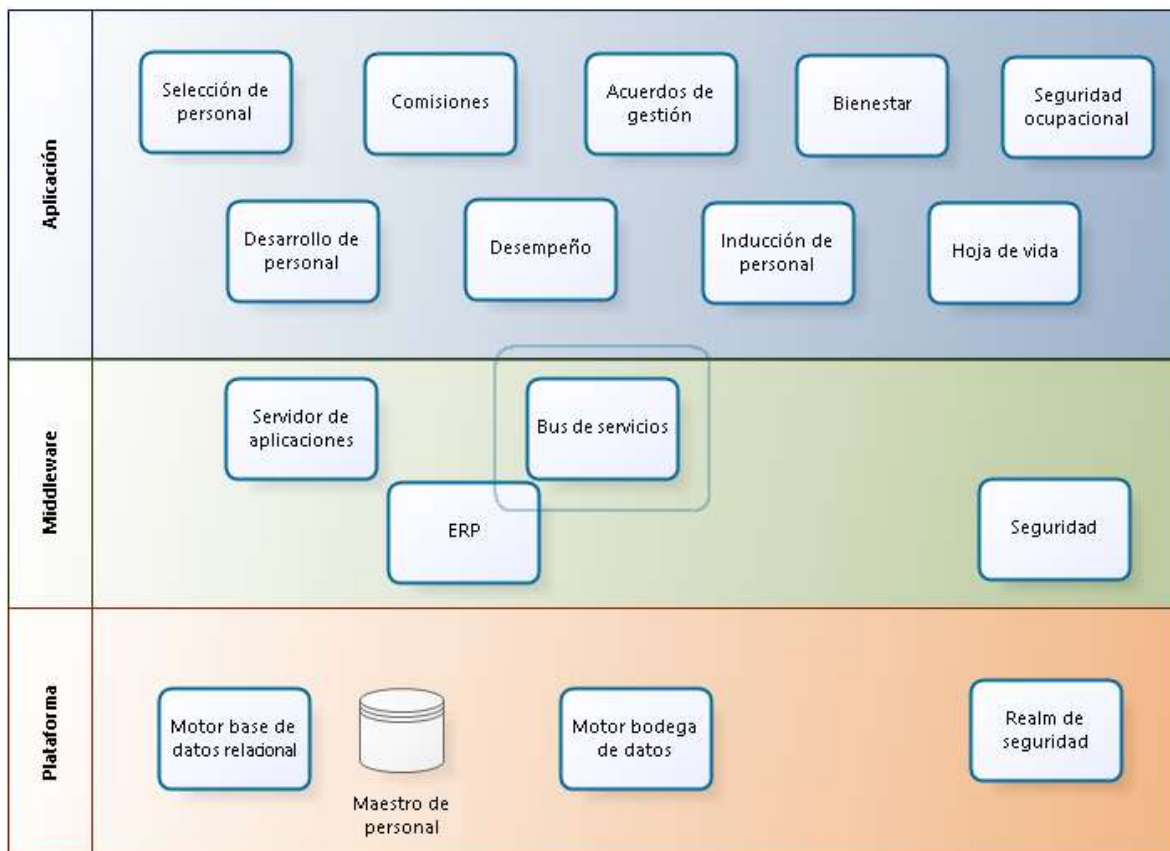 Aplicación
Selección de
personal
Comisiones
Acuerdos de
gestión
Bienestar
Seguridad
ocupacional
Desarrollo de
personal
Desempeño
Inducción de
personal
Hoja de vida
Middleware
Servidor de
aplicaciones
Bus de servicios
ERP
Seguridad
Plataforma
Motor base de
datos relacional
Maestro de
personal
Motor bodega
de datos
Realm de
seguridad